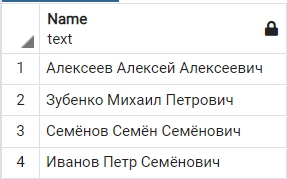 Name
text
1 Алексеев Алексей Алексеевич
2 Зубенко Михаил Петрович
3 Семёнов Семён Семёнович
4 Иванов Петр Семёнович